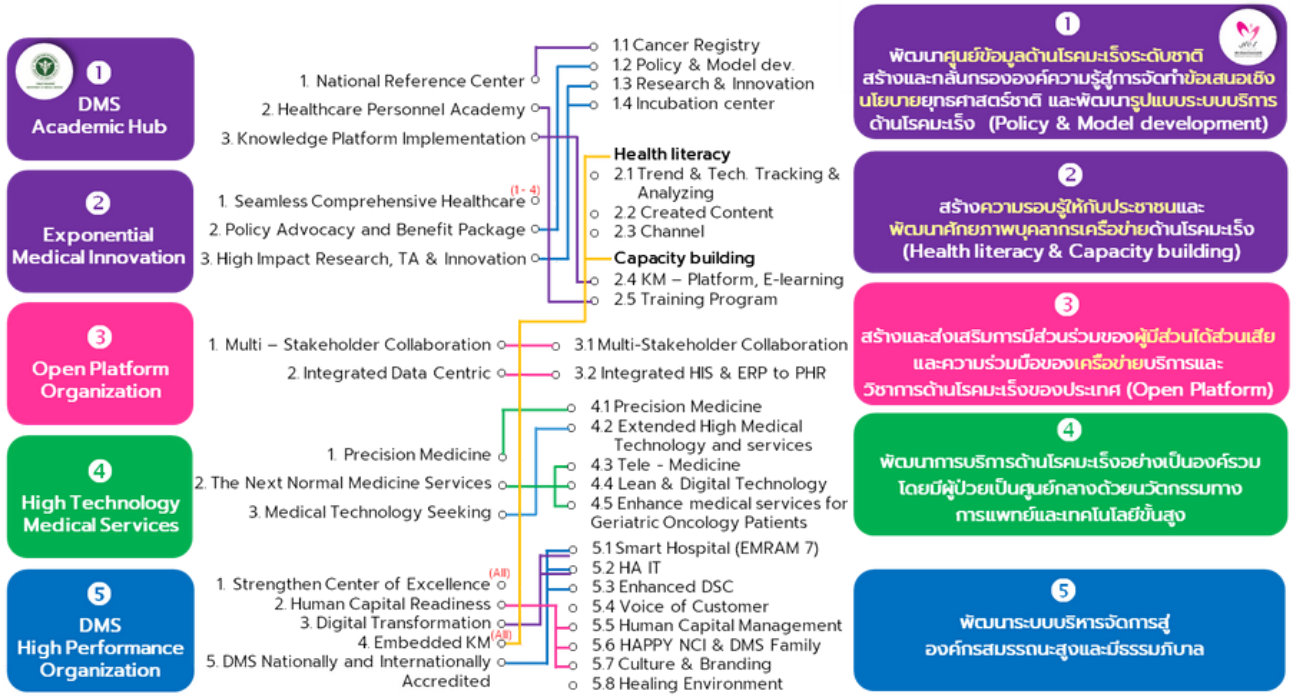 1
DMS
Academic Hub
2
Exponential
Medical Innovation
3
Open Platform
Organization
4
High Technology
Medical Services
5
DMS
High Performance
Organization
1. National Reference Center
2. Healthcare Personnel Academy
3. Knowledge Platform Implementation
(1- 4)
1. Seamless Comprehensive Healthcare
2. Policy Advocacy and Benefit Package
3. High Impact Research, TA & Innovation
1. Multi – Stakeholder Collaboration
2. Integrated Data Centric
1. Precision Medicine
2. The Next Normal Medicine Services
3. Medical Technology Seeking
(All)
1. Strengthen Center of Excellence
2. Human Capital Readiness
3. Digital Transformation
4. Embedded KM (All)
5. DMS Nationally and Internationally
Accredited
1.1 Cancer Registry
1.2 Policy & Model dev.
1.3 Research & Innovation
1.4 Incubation center
Health literacy
2.1 Trend & Tech. Tracking &
Analyzing
2.2 Created Content
2.3 Channel
Capacity building
2.4 KM – Platform, E-learning
2.5 Training Program
3.1 Multi-Stakeholder Collaboration
3.2 Integrated HIS & ERP to PHR
4.1 Precision Medicine
4.2 Extended High Medical
Technology and services
4.3 Tele - Medicine
4.4 Lean & Digital Technology
4.5 Enhance medical services for
Geriatric Oncology Patients
5.1 Smart Hospital (EMRAM 7)
5.2 HA IT
5.3 Enhanced DSC
5.4 Voice of Customer
5.5 Human Capital Management
5.6 HAPPY NCI & DMS Family
5.7 Culture & Branding
5.8 Healing Environment
1
พัฒนาศูนย์ข้อมูลด้านโรคมะเร็งระดับชาติ
สร้างและกลั่นกรององค์ความรู้สู่การจัดทำข้อเสนอเชิง
นโยบายยุทธศาสตร์ชาติ และพัฒนารูปแบบระบบบริการ
ด้านโรคมะเร็ง (Policy & Model development)
2
สร้างความรอบรู้ให้กับประชาชนและ
พัฒนาศักยภาพบุคลากรเครือข่ายด้านโรคมะเร็ง
(Health literacy & Capacity building)
3
สร้างและส่งเสริมการมีส่วนร่วมของผู้มีส่วนได้ส่วนเสีย
และความร่วมมือของเครือข่ายบริการและ
วิชาการด้านโรคมะเร็งของประเทศ (Open Platform)
4
พัฒนาการบริการด้านโรคมะเร็งอย่างเป็นองค์รวม
โดยมีผู้ป่วยเป็นศูนย์กลางด้วยนวัตกรรมทาง
การแพทย์และเทคโนโลยีขั้นสูง
5
พัฒนาระบบบริหารจัดการสู่
องค์กรสมรรถนะสูงและมีธรรมภิบาล